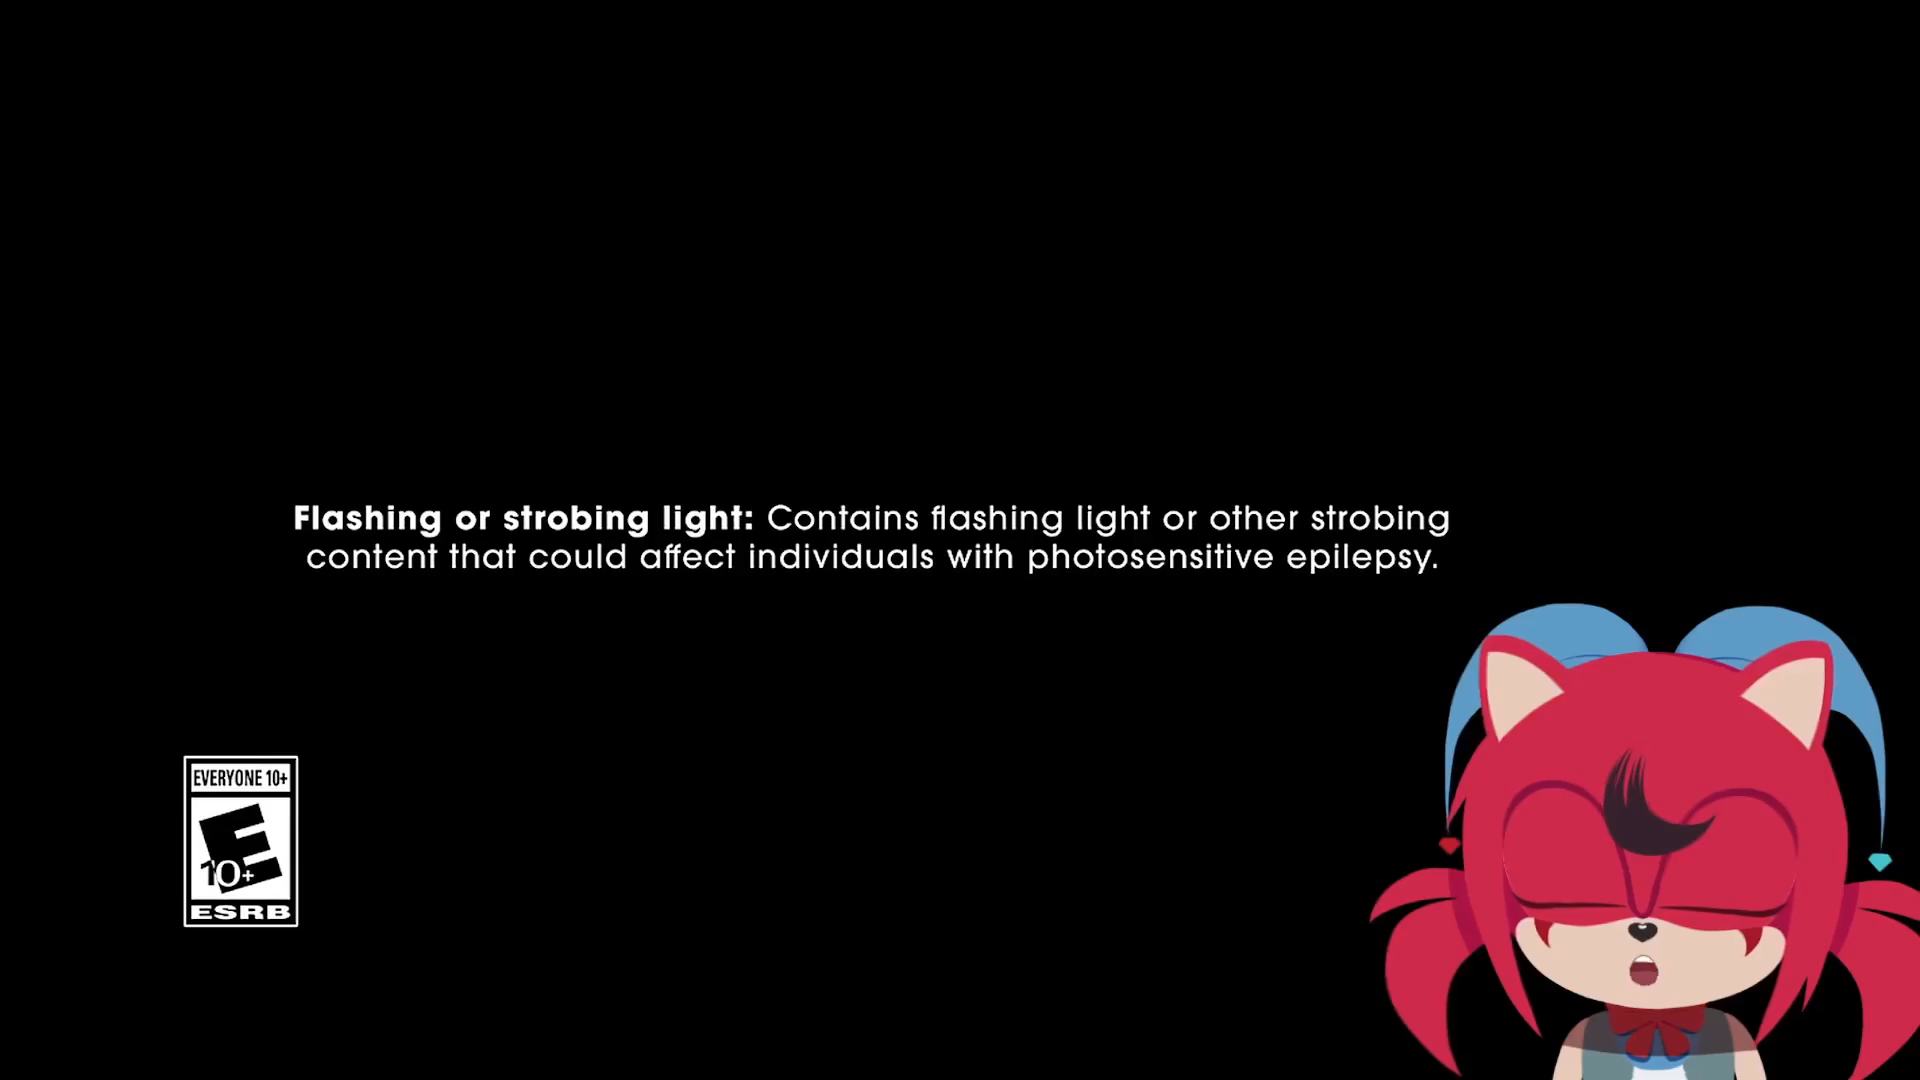 Flashing or strobing light: Contains flashing light or other strobing
content that could affect individuals with photosensitive epilepsy.
EVERYONE 10+
E
10+
ESRB